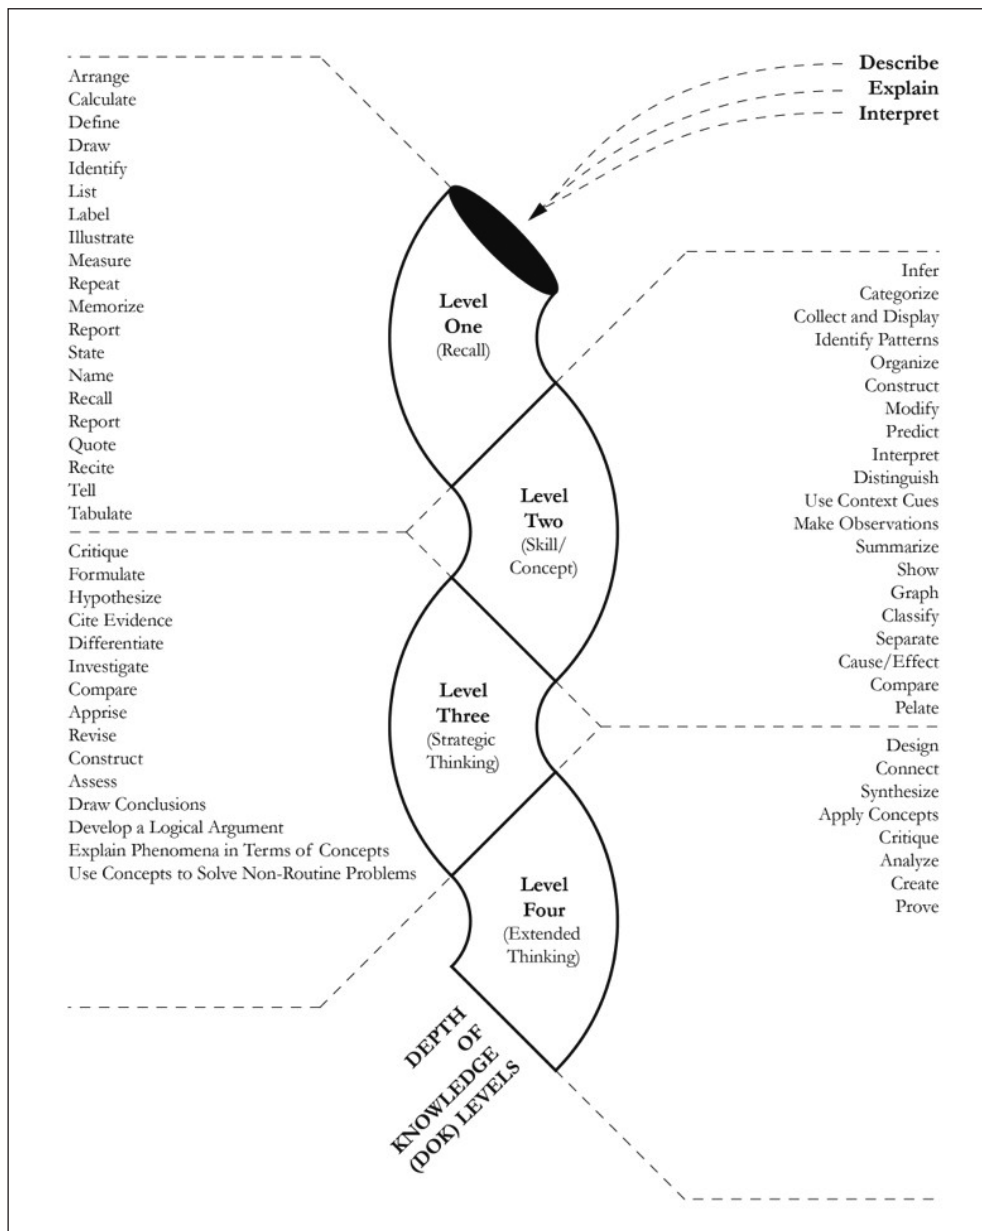 Describe
Explain
Interpret
Arrange
Calculate
Define
Draw
Identify
List
Label
Illustrate
Measure
Repeat
Memorize
Report
State
Name
Recall
Report
Quote
Recite
Tell
Tabulate
Level
One
(Recall)
Infer
Categorize
Collect and Display
Identify Patterns
Organize
Construct
Modify
Predict
Interpret
Distinguish
Use Context Cues
Make Observations
Summarize
Show
Graph
Classify
Separate
Cause/Effect
Compare
Pelate
Level
Two
(Skill/
Concept)
Critique
Formulate
Hypothesize
Cite Evidence
Differentiate
Investigate
Compare
Apprise
Revise
Construct
Assess
Draw Conclusions
Develop a Logical Argument
Explain Phenomena in Terms of Concepts
Use Concepts to Solve Non-Routine Problems
Level
Three
(Strategic
Thinking)
Design
Connect
Synthesize
Apply Concepts
Critique
Analyze
Create
Prove
Level
Four
(Extended
Thinking)
DEPTH
OF
KNOWLEDGE
(DOK) LEVELS